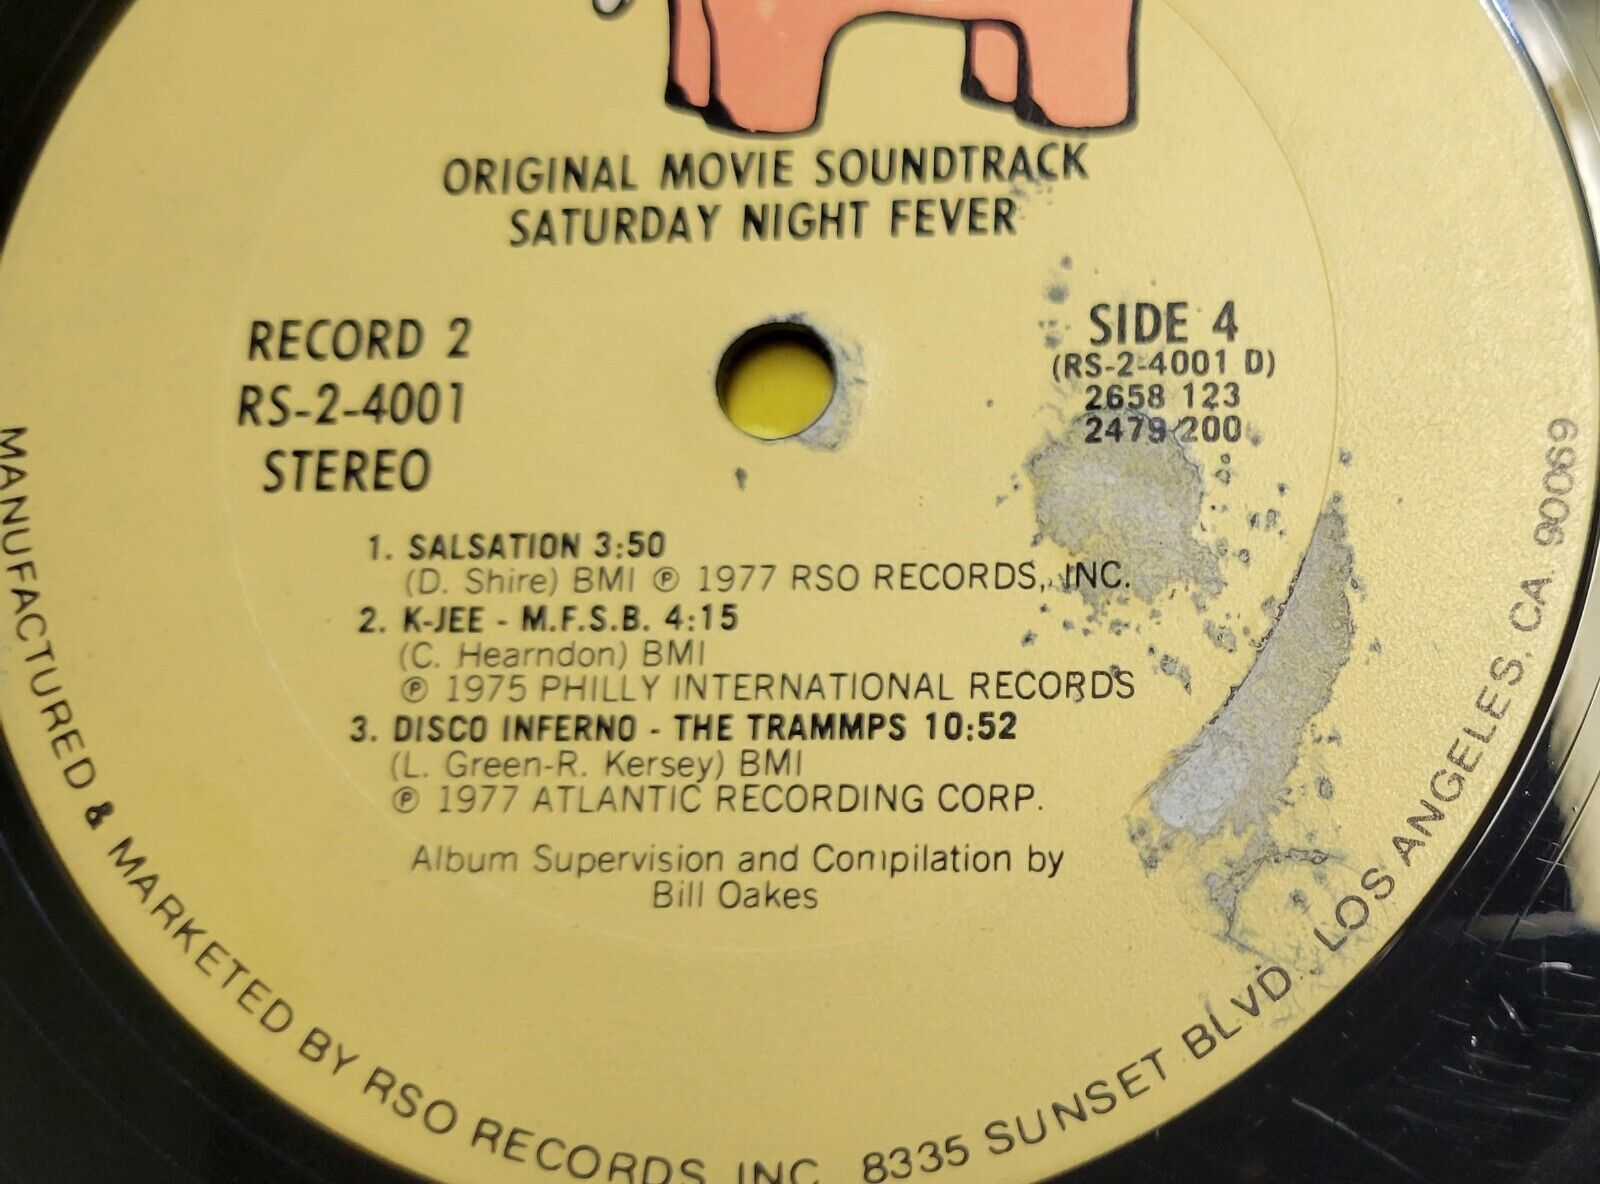 ORIGINAL MOVIE SOUNDTRACK
SATURDAY NIGHT FEVER
RECORD 2
RS-2-4001
STEREO
SIDE 4
(RS-2-4001 D)
2658 123
2479 200
1. SALSATION 3:50
(D. Shire) BMI ℗ 1977 RSO RECORDS, INC.
2. K-JEE - M.F.S.B. 4:15
(C. Hearndon) BMI
℗ 1975 PHILLY INTERNATIONAL RECORDS
3. DISCO INFERNO - THE TRAMMPS 10:52
(L. Green-R. Kersey) BMI
℗ 1977 ATLANTIC RECORDING CORP.
Album Supervision and Compilation by
Bill Oakes
MANUFACTURED & MARKETED BY RSO RECORDS, INC. 8335 SUNSET BLVD., LOS ANGELES, CA. 90069